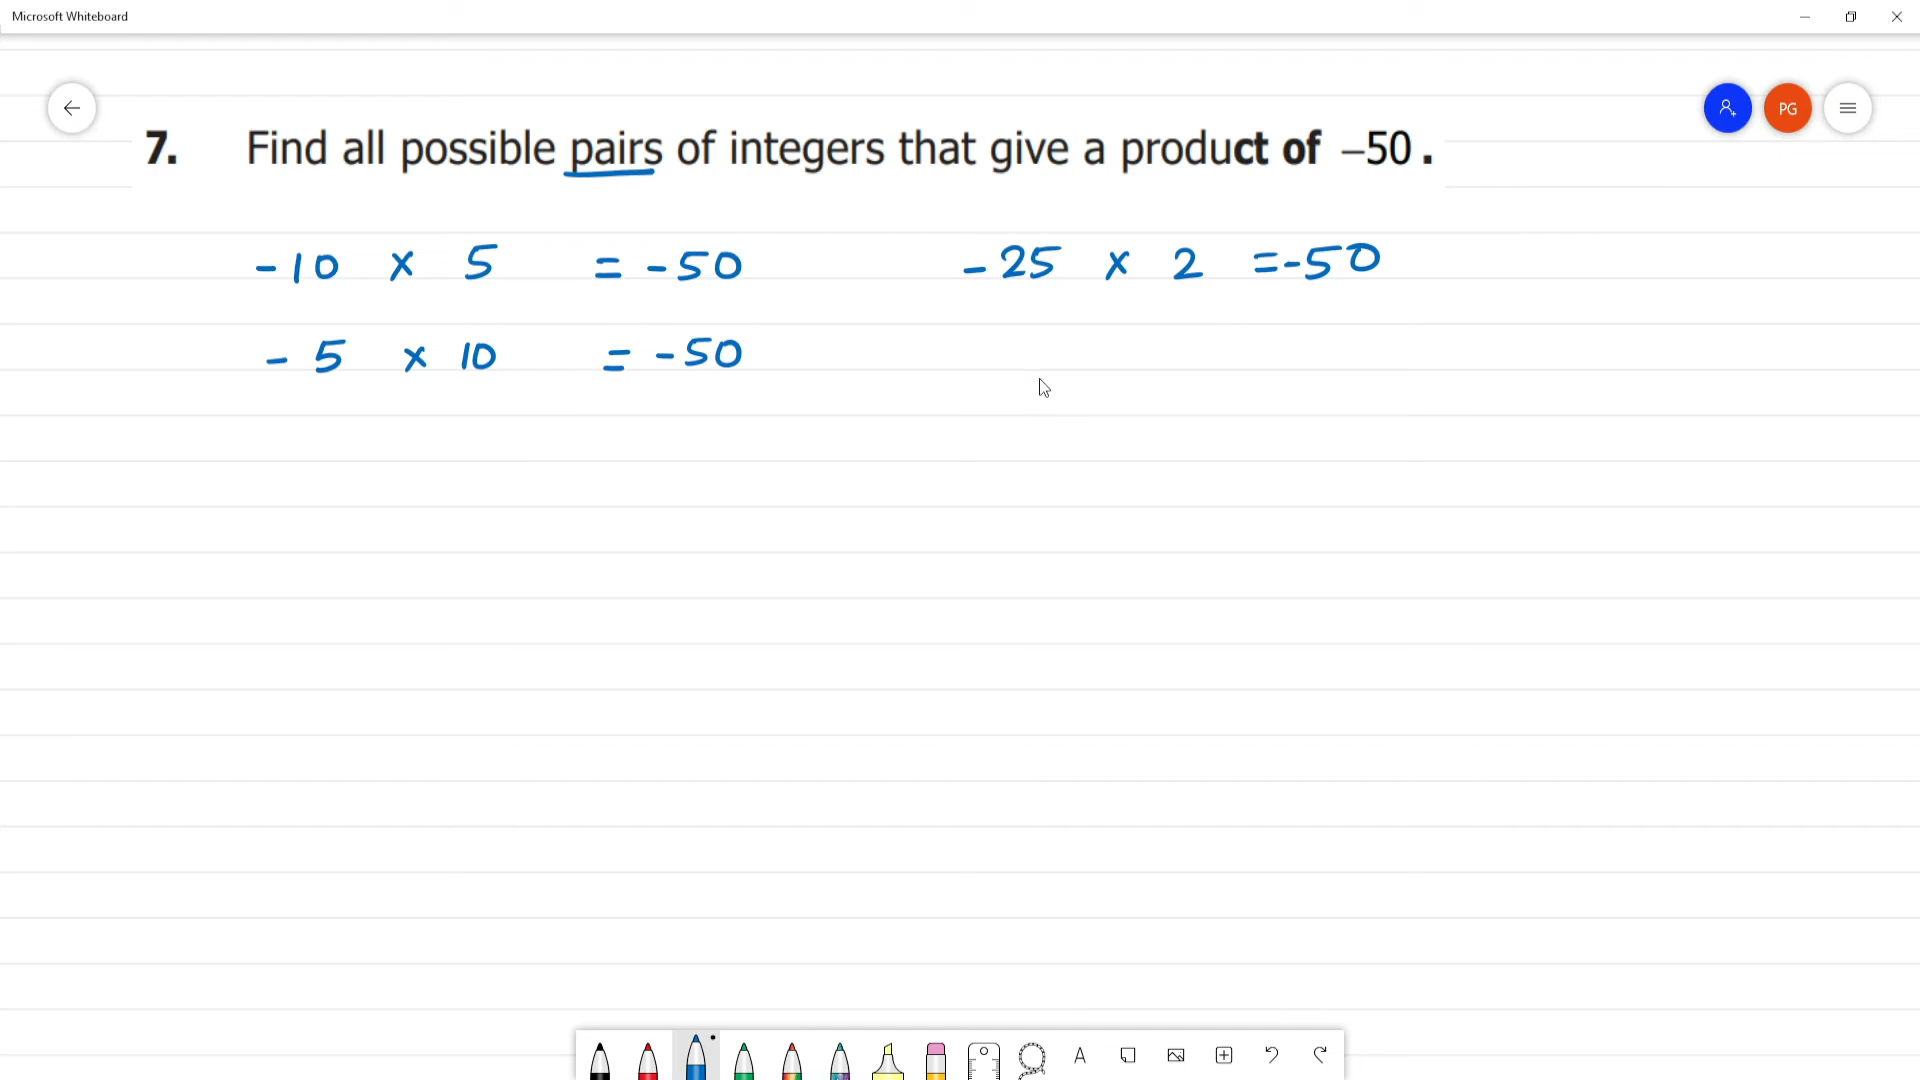 Microsoft Whiteboard
PG
7. Find all possible pairs of integers that give a product of −50 .
- 10 × 5 = - 50
- 25 × 2 = - 50
- 5 × 10 = - 50
A